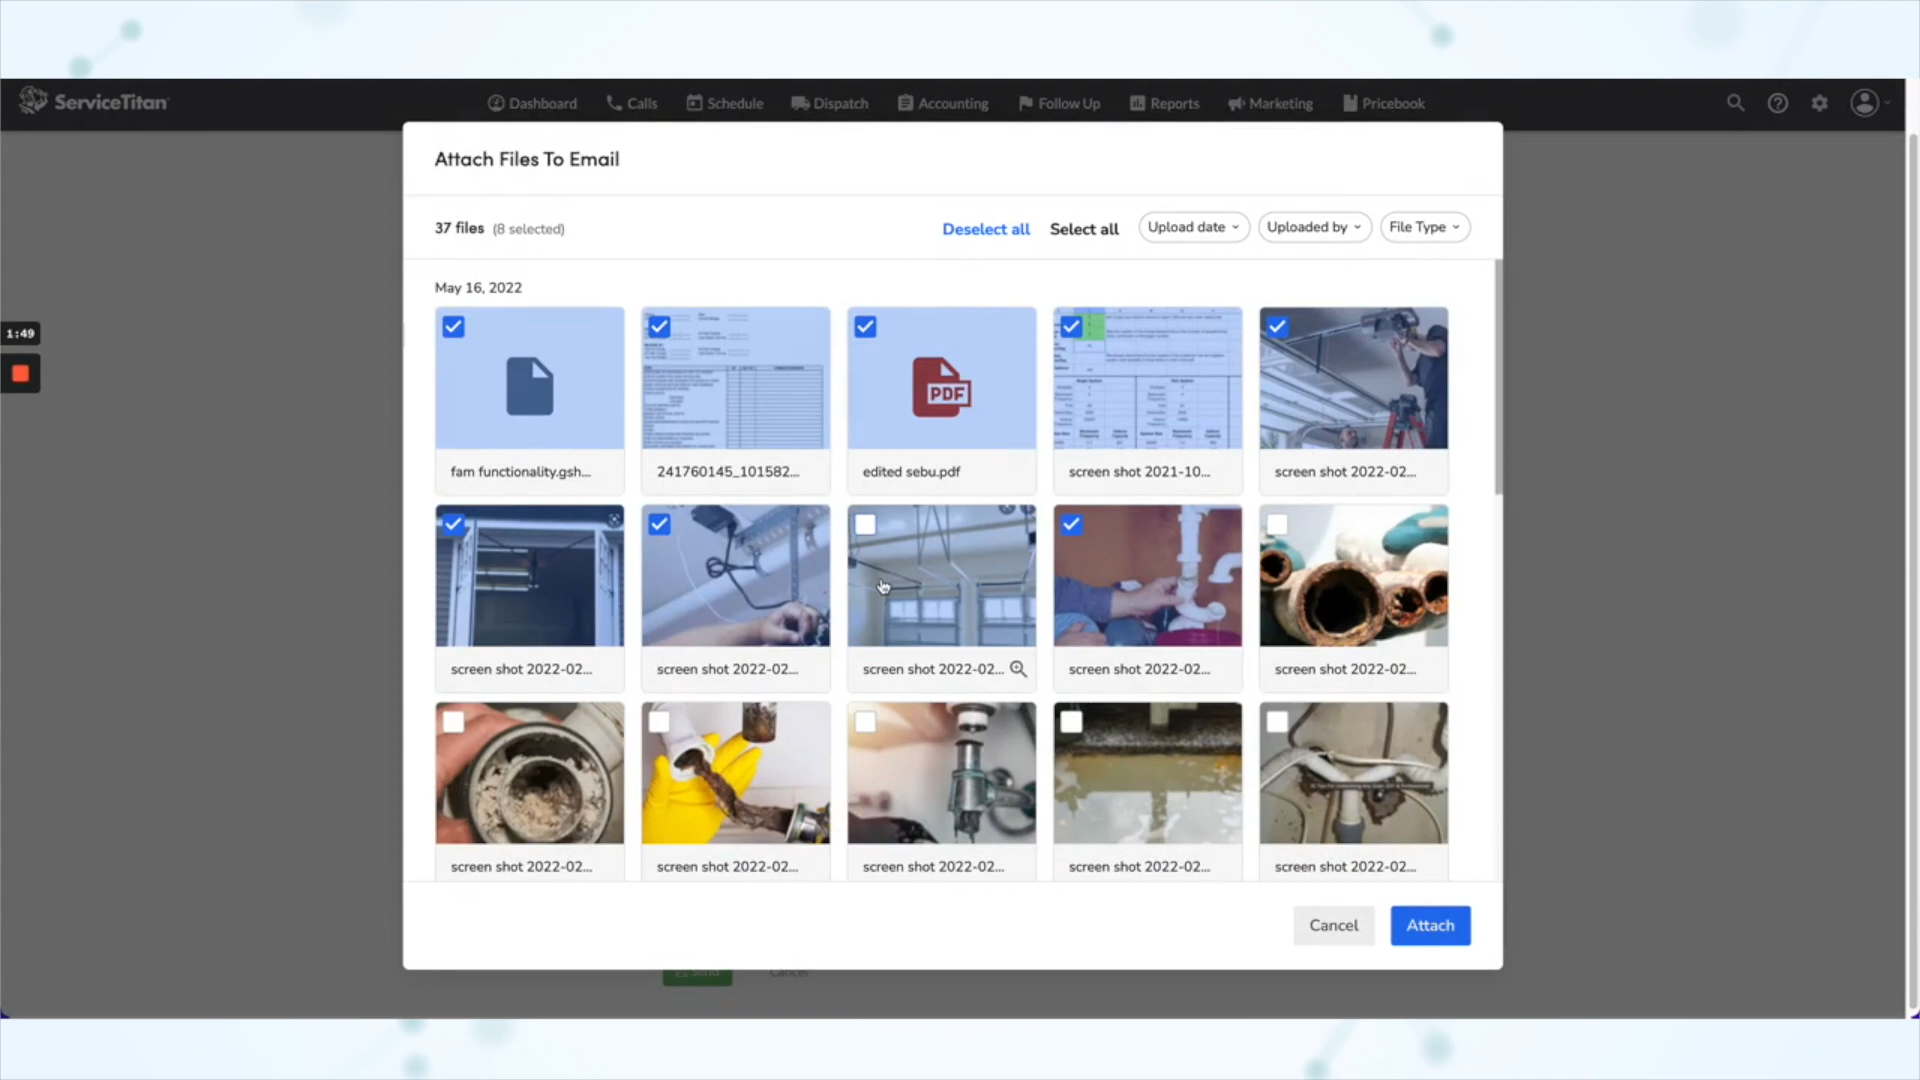 ServiceTitan
Dashboard Calls Schedule Dispatch Accounting Follow Up Reports Marketing Pricebook
Attach Files To Email
37 files (8 selected) Deselect all Select all Upload date Uploaded by File Type
May 16, 2022
1:49
PDF
fam functionality.gsh... 241760145_101582... edited sebu.pdf screen shot 2021-10... screen shot 2022-02...
screen shot 2022-02... screen shot 2022-02... screen shot 2022-02... screen shot 2022-02... screen shot 2022-02...
screen shot 2022-02... screen shot 2022-02... screen shot 2022-02... screen shot 2022-02... screen shot 2022-02...
Cancel Attach
Send Cancel